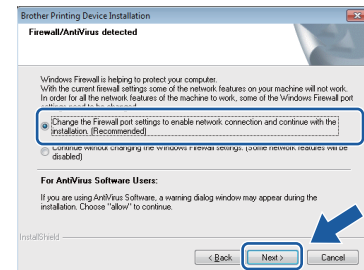 Brother Printing Device Installation
Firewall/AntiVirus detected
Windows Firewall is helping to protect your computer.
With the current firewall settings some of the network features on your machine will not work.
In order for all the network features of the machine to work, some of the Windows Firewall port
settings need to be changed.
Change the Firewall port settings to enable network connection and continue with the
installation. (Recommended)
Continue without changing the Windows Firewall settings. (Some network features will be
disabled)
For AntiVirus Software Users:
If you are using AntiVirus Software, a warning dialog window may appear during the
installation. Choose "allow" to continue.
InstallShield
< Back
Next >
Cancel